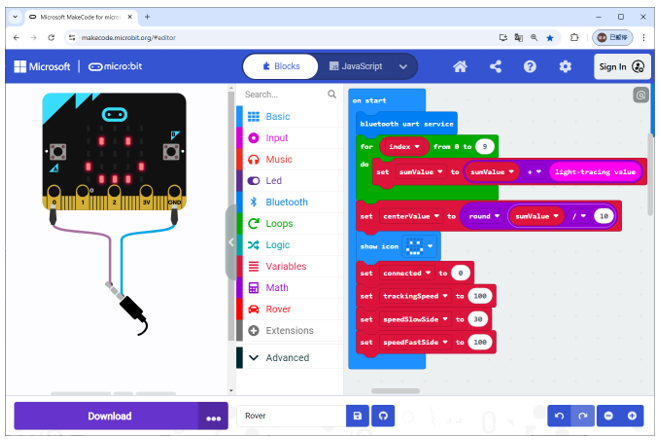 Microsoft MakeCode for micro:
makecode.microbit.org/#editor
已暫停
Microsoft
micro:bit
Blocks
JavaScript
Sign In
Search...
Basic
Input
Music
Led
Bluetooth
Loops
Logic
Variables
Math
Rover
Extensions
Advanced
0
0 1 2 3V GND
on start
bluetooth uart service
for index from 0 to 9
do
set sumValue to sumValue + light-tracing value
set centerValue to round sumValue / 10
show icon
set connected to 0
set trackingSpeed to 100
set speedSlowSide to 30
set speedFastSide to 100
Download
Rover